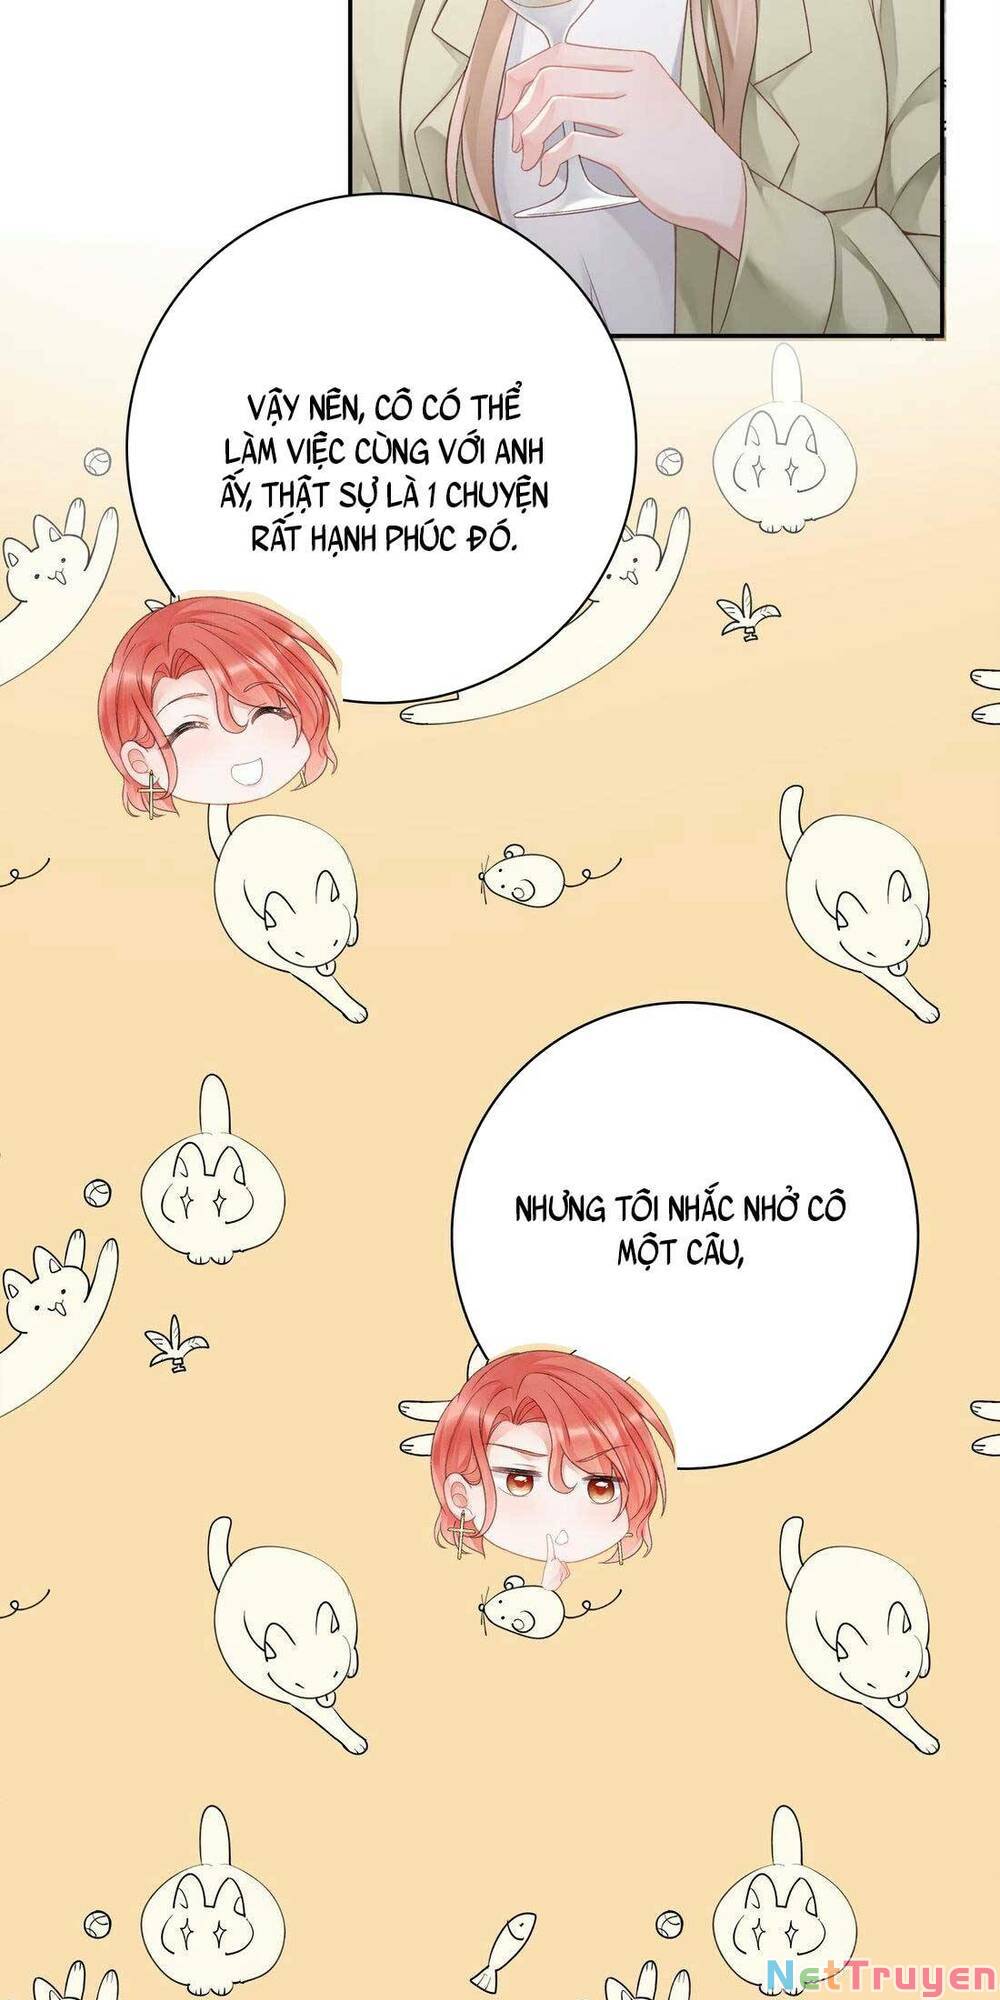 VẬY NÊN, CÔ CÓ THỂ
LÀM VIỆC CÙNG VỚI ANH
ẤY, THẬT SỰ LÀ 1 CHUYỆN
RẤT HẠNH PHÚC ĐÓ.
NHƯNG TÔI NHẮC NHỞ CÔ
MỘT CÂU,
NetTruyen